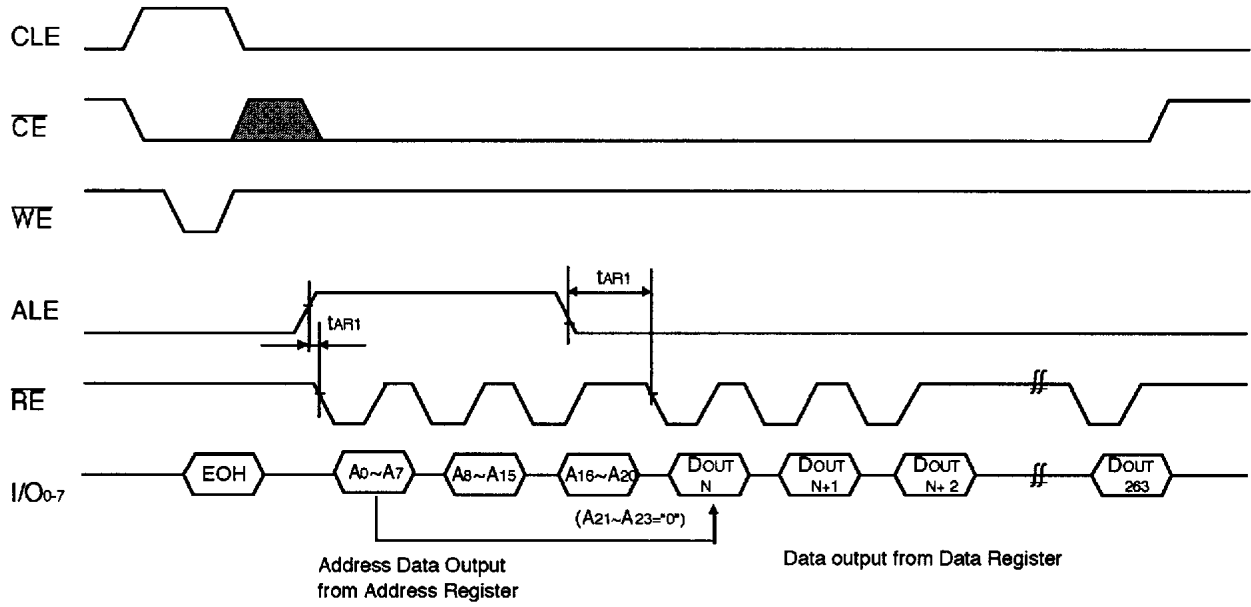 CLE
CE
WE
ALE
tAR1
tAR1
RE
I/O0-7
EOH
A0~A7
A8~A15
A16~A20
DOUT
N
DOUT
N+1
DOUT
N+ 2
DOUT
263
(A21~A23="0")
Address Data Output
from Address Register
Data output from Data Register